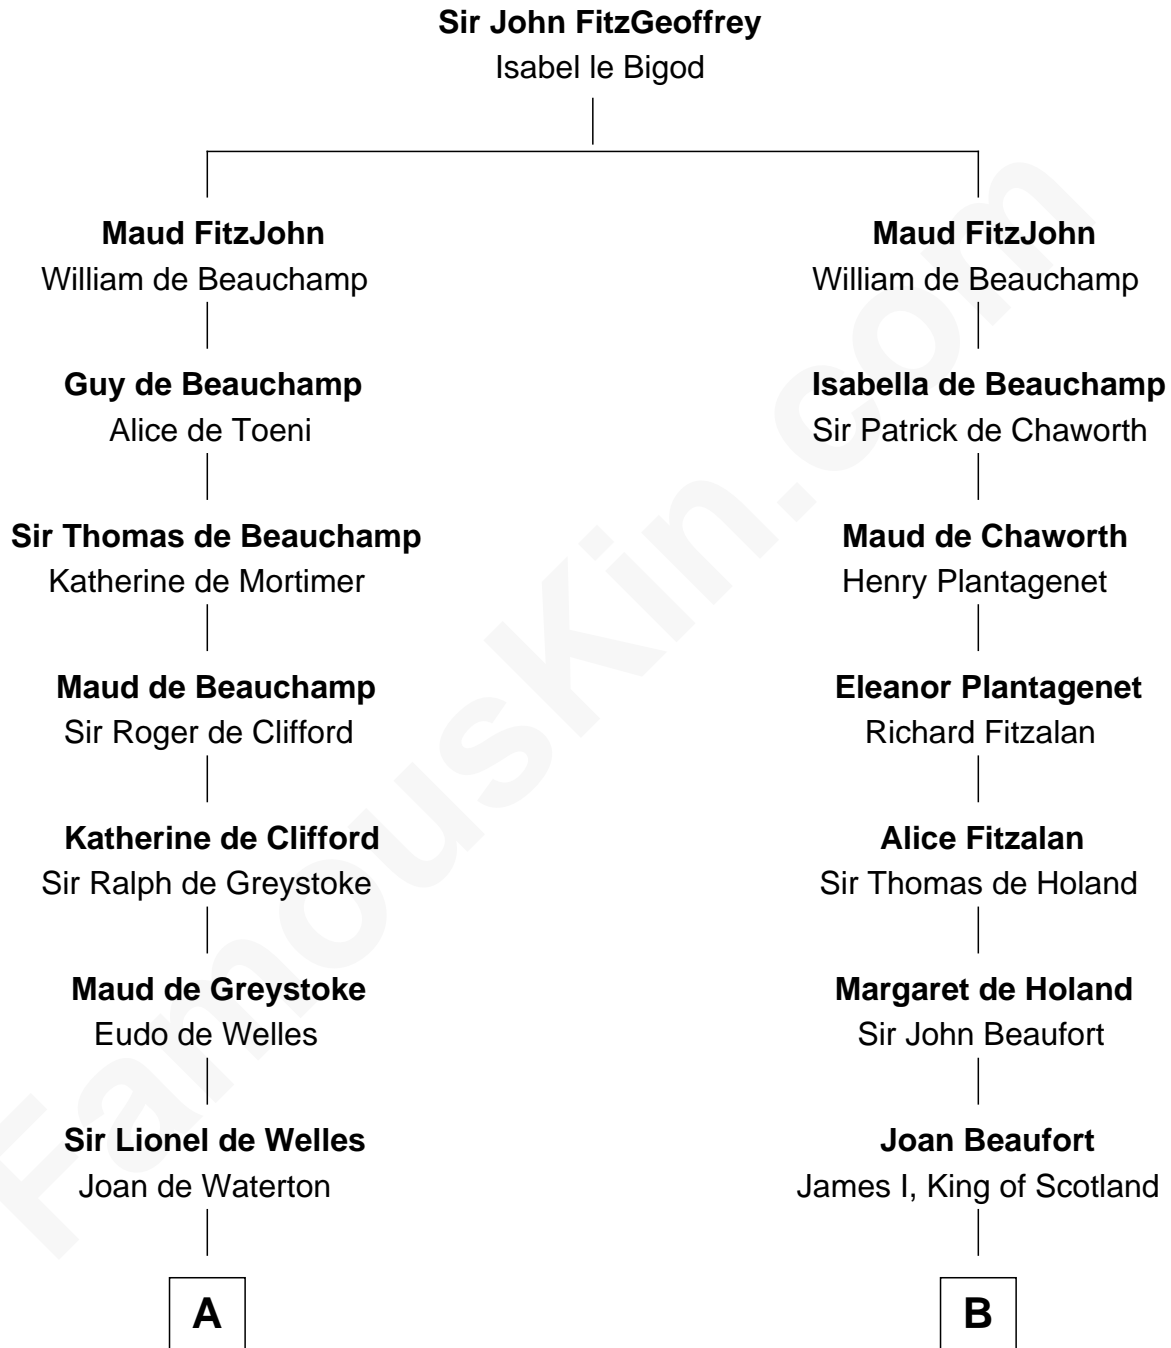 Sir John FitzGeoffrey
Isabel le Bigod
Maud FitzJohn
William de Beauchamp
Guy de Beauchamp
Alice de Toeni
Sir Thomas de Beauchamp
Katherine de Mortimer
Maud de Beauchamp
Sir Roger de Clifford
Katherine de Clifford
Sir Ralph de Greystoke
Maud de Greystoke
Eudo de Welles
Sir Lionel de Welles
Joan de Waterton
A
Maud FitzJohn
William de Beauchamp
Isabella de Beauchamp
Sir Patrick de Chaworth
Maud de Chaworth
Henry Plantagenet
Eleanor Plantagenet
Richard Fitzalan
Alice Fitzalan
Sir Thomas de Holand
Margaret de Holand
Sir John Beaufort
Joan Beaufort
James I, King of Scotland
B
FamousKin.com